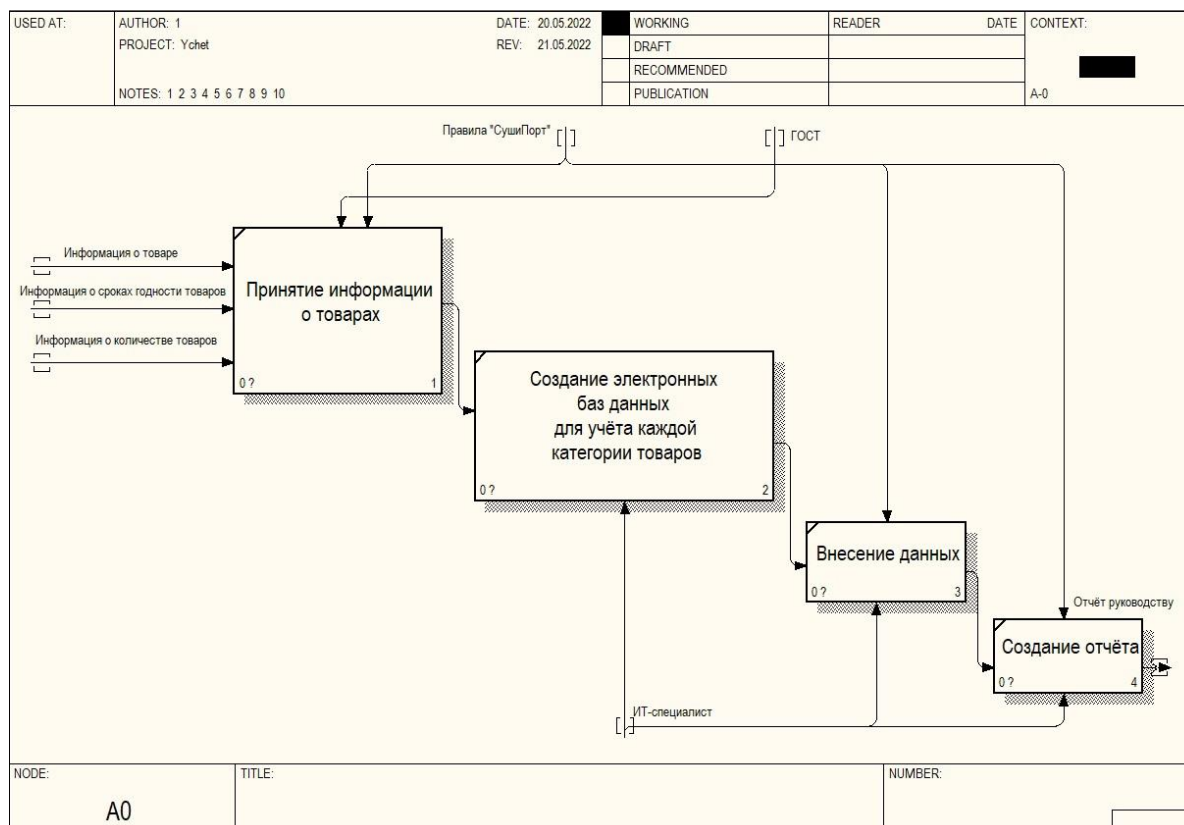 USED AT:
AUTHOR: 1
DATE: 20.05.2022
WORKING
READER
DATE
CONTEXT:
PROJECT: Ychet
REV: 21.05.2022
DRAFT
RECOMMENDED
NOTES: 1 2 3 4 5 6 7 8 9 10
PUBLICATION
A-0
Правила "СушиПорт"
ГОСТ
Информация о товаре
Информация о сроках годности товаров
Информация о количестве товаров
Принятие информации
о товарах
0 ?
1
Создание электронных
баз данных
для учёта каждой
категории товаров
0 ?
2
Внесение данных
0 ?
3
Отчёт руководству
Создание отчёта
0 ?
4
ИТ-специалист
NODE:
TITLE:
NUMBER:
A0